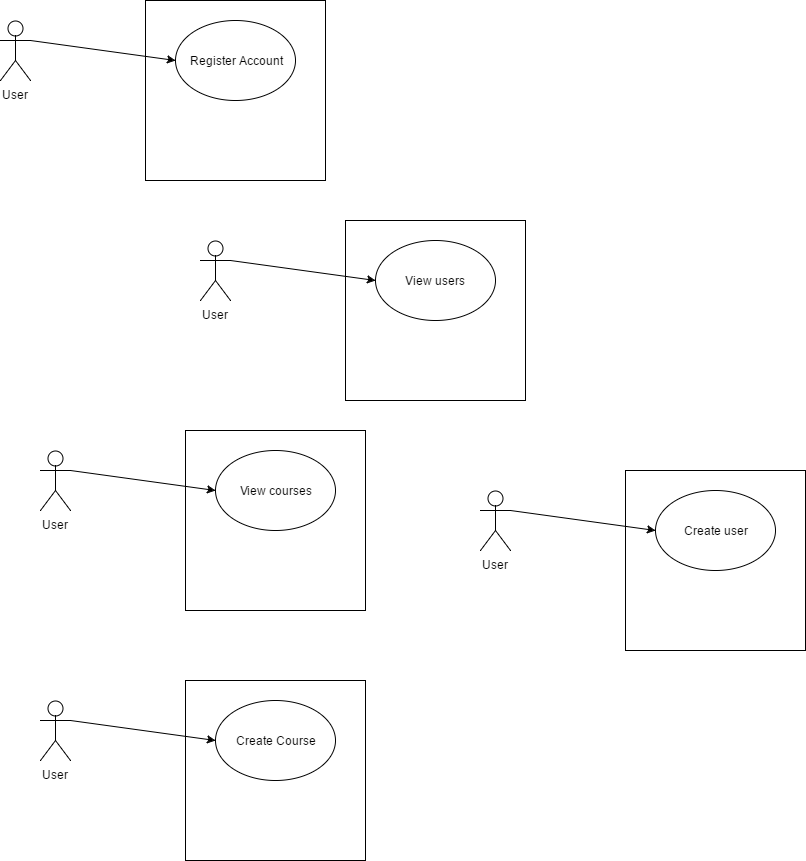 Register Account
User
View users
User
View courses
User
Create user
User
Create Course
User